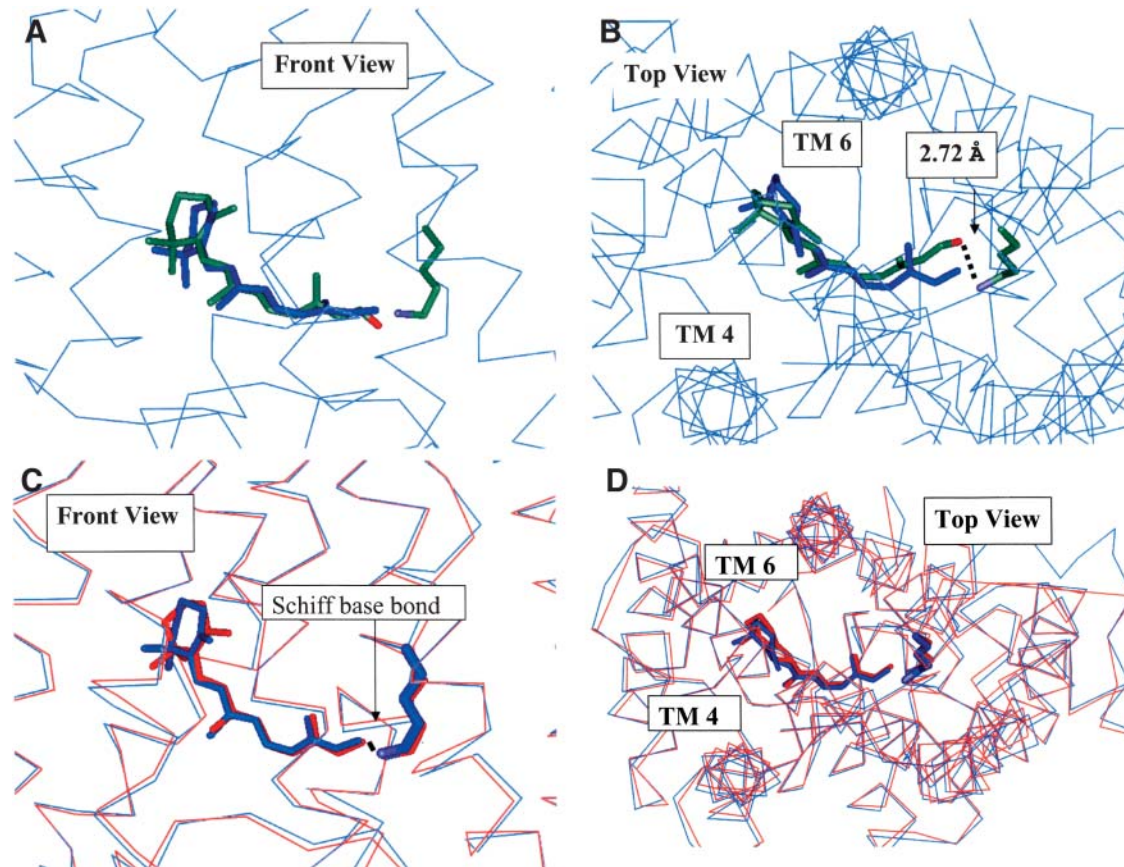 A
Front View
B
Top View
TM 6
2.72 Å
TM 4
C
Front View
Schiff base bond
D
Top View
TM 6
TM 4